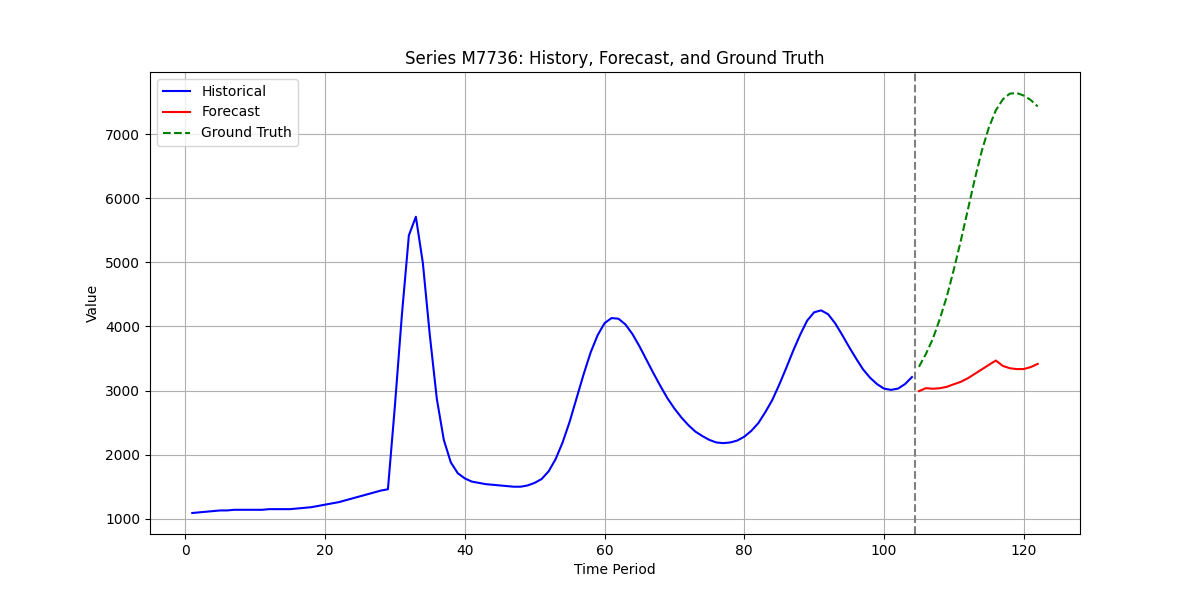 Series M7736: History, Forecast, and Ground Truth
Historical
Forecast
Ground Truth
7000
6000
5000
4000
3000
2000
1000
Value
0
20
40
60
80
100
120
Time Period